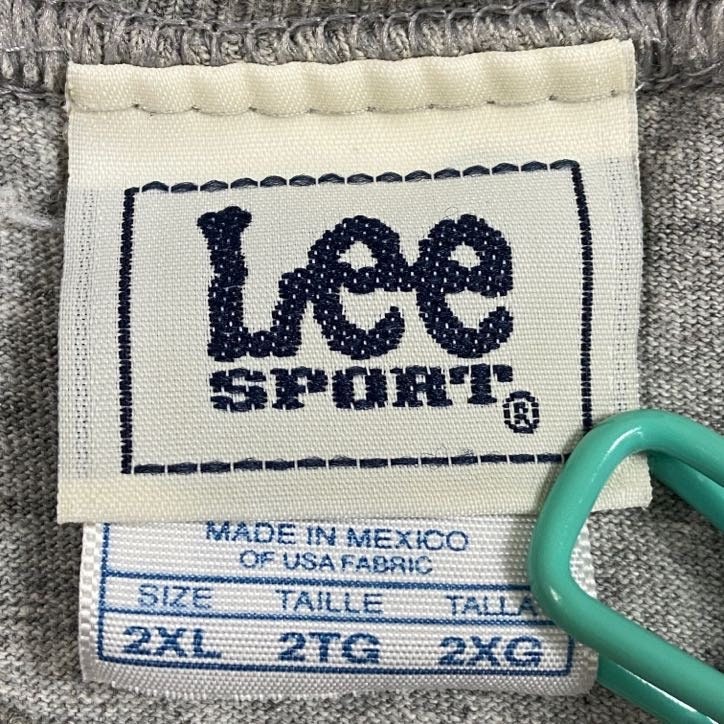 Lee
SPORT®
MADE IN MEXICO
OF USA FABRIC
SIZE TAILLE TALLA
2XL 2TG 2XG